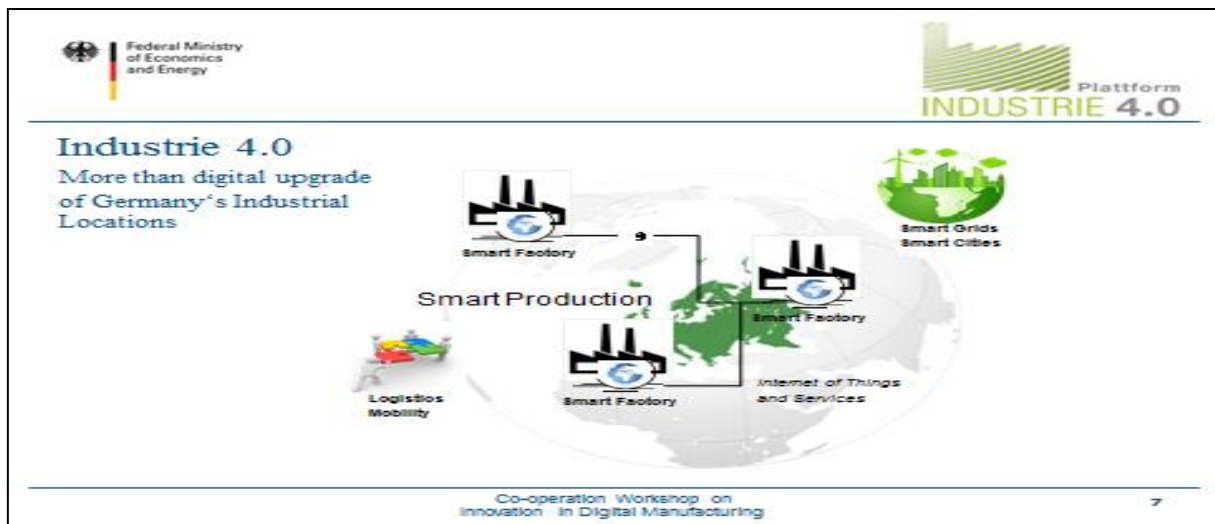 Federal Ministry
of Economics
and Energy
Plattform
INDUSTRIE 4.0
Industrie 4.0
More than digital upgrade
of Germany‘s Industrial
Locations
Smart Grids
Smart Cities
Smart Factory
9
Smart Factory
Smart Production
Smart Factory
Internet of Things
and Services
Logistics
Mobility
Co-operation Workshop on
Innovation in Digital Manufacturing
7